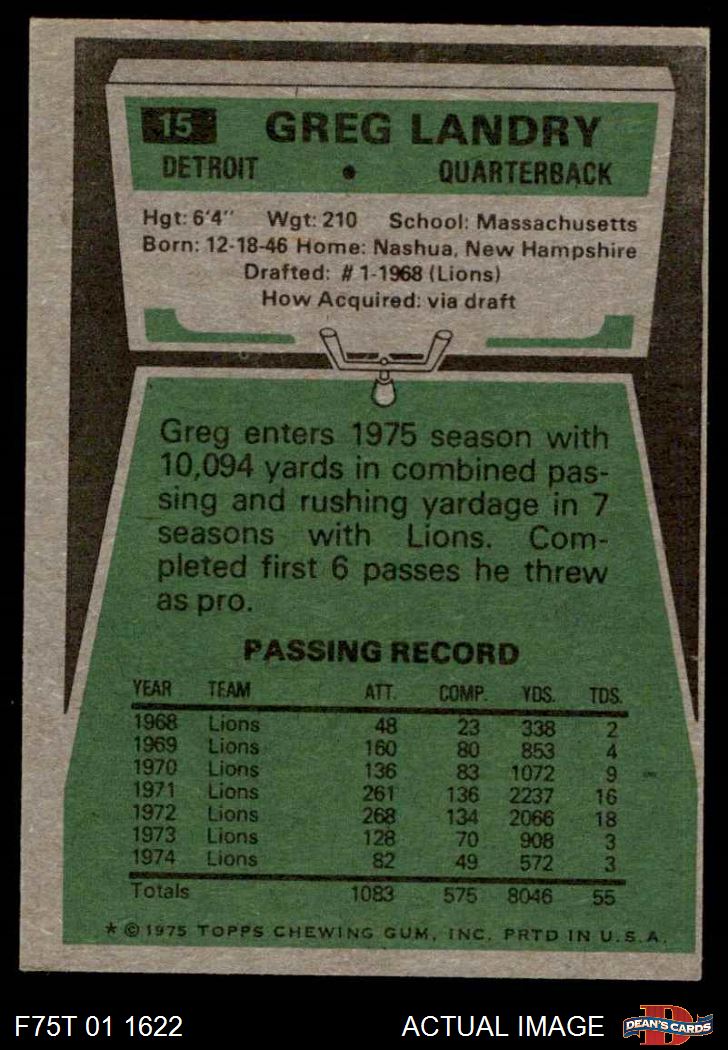 15 GREG LANDRY
DETROIT • QUARTERBACK
Hgt: 6'4" Wgt: 210 School: Massachusetts
Born: 12-18-46 Home: Nashua, New Hampshire
Drafted: #1-1968 (Lions)
How Acquired: via draft
Greg enters 1975 season with
10,094 yards in combined pas-
sing and rushing yardage in 7
seasons with Lions. Com-
pleted first 6 passes he threw
as pro.
PASSING RECORD
YEAR TEAM ATT. COMP. YDS. TDS.
1968 Lions 48 23 338 2
1969 Lions 160 80 853 4
1970 Lions 136 83 1072 9
1971 Lions 261 136 2237 16
1972 Lions 268 134 2066 18
1973 Lions 128 70 908 3
1974 Lions 82 49 572 3
Totals 1083 575 8046 55
* © 1975 TOPPS CHEWING GUM, INC. PRTD IN U.S.A.
F75T 01 1622 ACTUAL IMAGE D DEAN'S CARDS